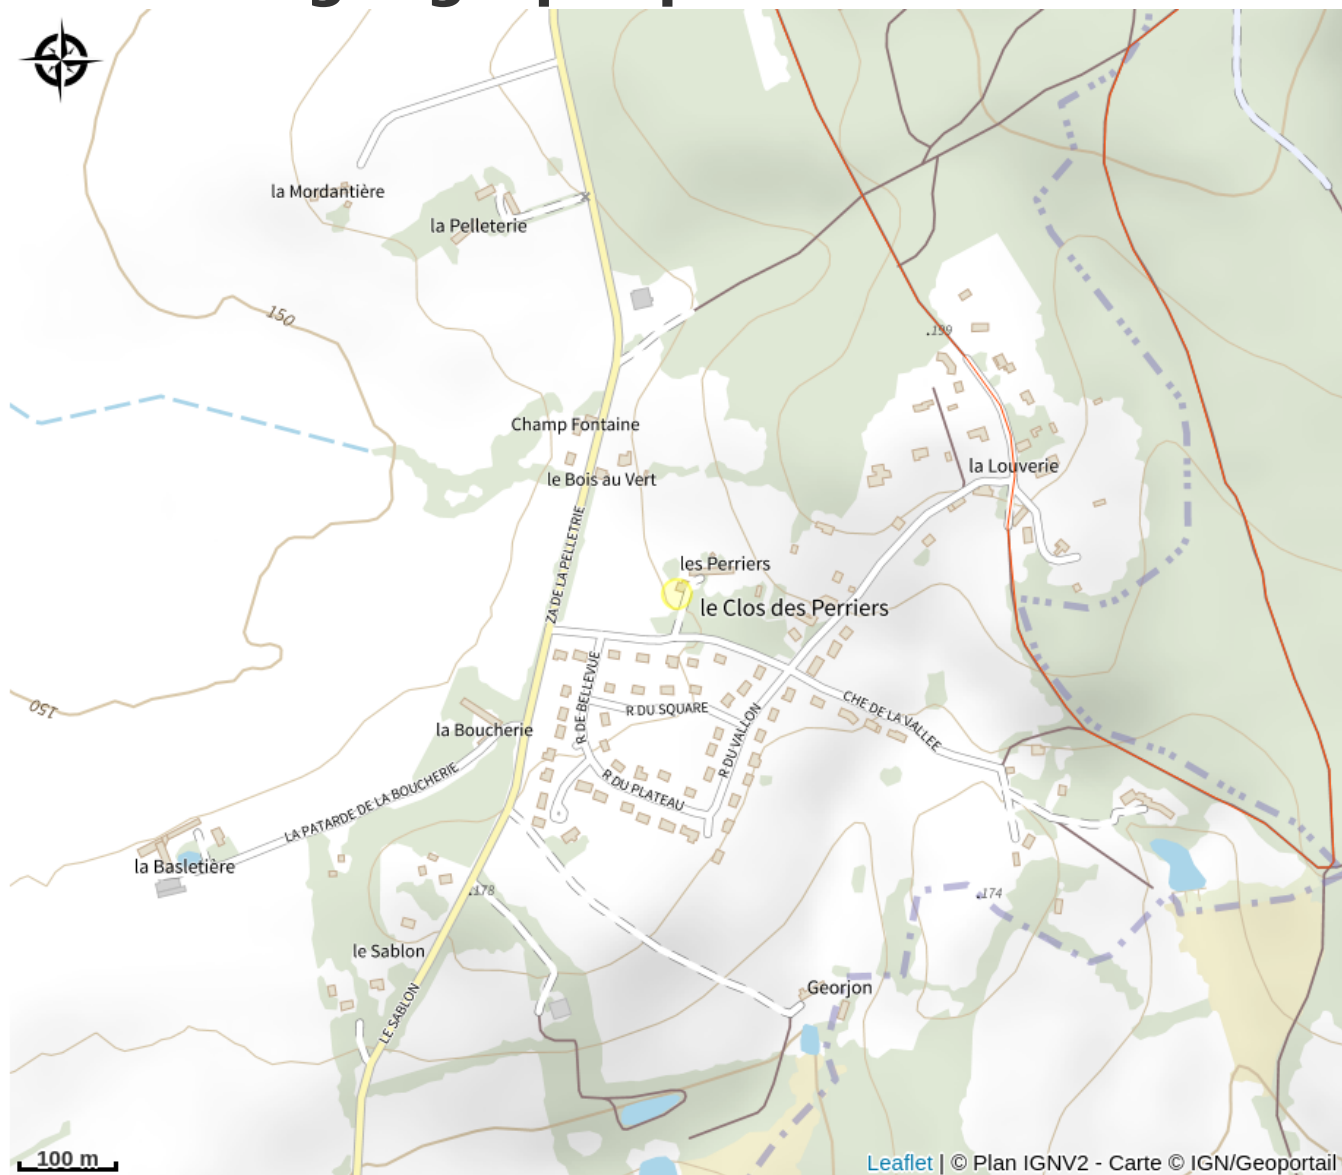 la Mordantière
la Pelleterie
150
.199
Champ Fontaine
la Louverie
le Bois au Vert
ZA DE LA PELLETRIE
les Perriers
le Clos des Perriers
R DE BELLEVUE
R DU SQUARE
CHE DE LA VALLEE
150
la Boucherie
R DU VALLON
R DU PLATEAU
LA PATARDE DE LA BOUCHERIE
la Basletière
.178
.174
le Sablon
Georjon
LE SABLON
100 m
Leaflet | © Plan IGNV2 - Carte © IGN/Geoportail